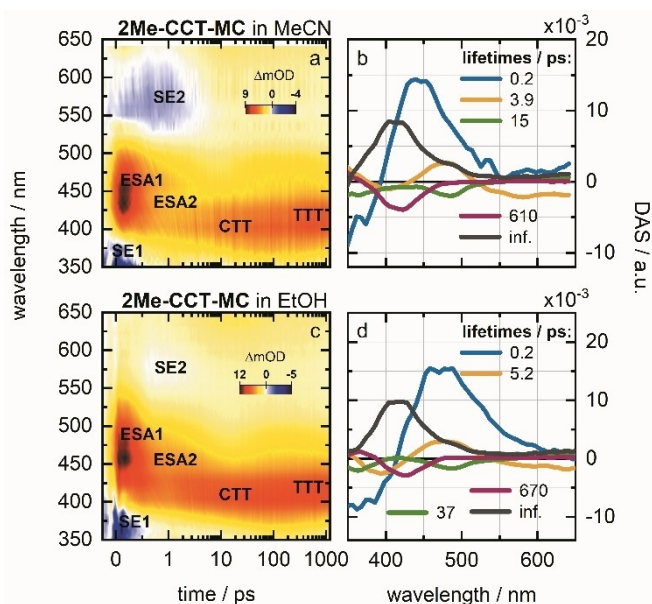 2Me-CCT-MC in MeCN
x10⁻³
650
600
550
500
450
400
350
wavelength / nm
a
ΔmOD
9 0 -4
SE2
ESA1
ESA2
CTT
TTT
SE1
b
lifetimes / ps:
0.2
3.9
15
610
inf.
20
10
0
-10
DAS / a.u.
2Me-CCT-MC in EtOH
x10⁻³
650
600
550
500
450
400
350
c
ΔmOD
12 0 -5
SE2
ESA1
ESA2
CTT
TTT
SE1
0 1 10 100 1000
time / ps
d
lifetimes / ps:
0.2
5.2
670
37
inf.
20
10
0
-10
400 500 600
wavelength / nm